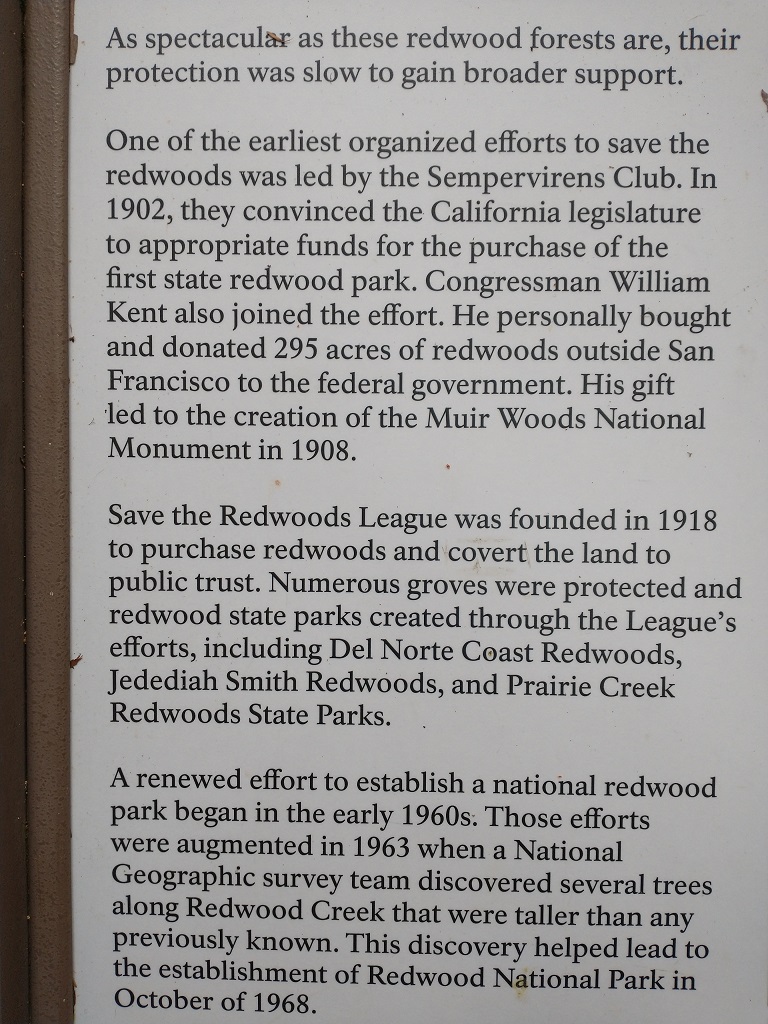 As spectacular as these redwood forests are, their
protection was slow to gain broader support.
One of the earliest organized efforts to save the
redwoods was led by the Sempervirens Club. In
1902, they convinced the California legislature
to appropriate funds for the purchase of the
first state redwood park. Congressman William
Kent also joined the effort. He personally bought
and donated 295 acres of redwoods outside San
Francisco to the federal government. His gift
led to the creation of the Muir Woods National
Monument in 1908.
Save the Redwoods League was founded in 1918
to purchase redwoods and covert the land to
public trust. Numerous groves were protected and
redwood state parks created through the League's
efforts, including Del Norte Coast Redwoods,
Jedediah Smith Redwoods, and Prairie Creek
Redwoods State Parks.
A renewed effort to establish a national redwood
park began in the early 1960s. Those efforts
were augmented in 1963 when a National
Geographic survey team discovered several trees
along Redwood Creek that were taller than any
previously known. This discovery helped lead to
the establishment of Redwood National Park in
October of 1968.